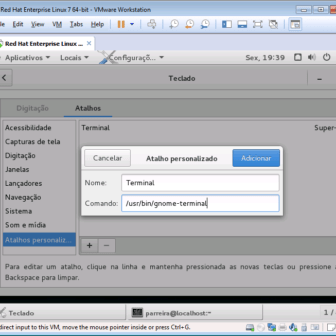 Red Hat Enterprise Linux 7 64-bit - VMware Workstation
Edit View VM Tabs Help
Red Hat Enterprise Linux ...
Aplicativos Locais Configuraçõ... Sex, 19:39
Teclado
Digitação Atalhos
Acessibilidade
Terminal Super
Capturas de tela
Digitação
Janelas
Lançadores
Navegação
Sistema
Som e mídia
Atalhos personaliz...
Cancelar Atalho personalizado Adicionar
Nome: Terminal
Comando: /usr/bin/gnome-terminal
+ -
Para editar um atalho, clique na linha e mantenha pressionada as novas teclas ou pressione
Backspace para limpar.
Teclado parreira@localhost:~ 1 /
direct input to this VM, move the mouse pointer inside or press Ctrl+G.